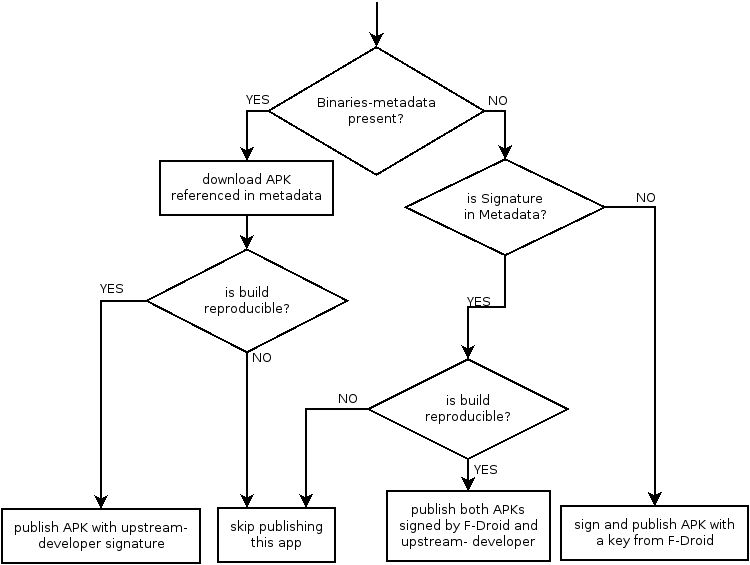 Binaries-metadata
present?
YES
NO
download APK
referenced in metadata
is Signature
in Metadata?
NO
is build
reproducible?
YES
NO
YES
is build
reproducible?
NO
YES
publish APK with upstream-
developer signature
skip publishing
this app
publish both APKs
signed by F-Droid and
upstream- developer
sign and publish APK with
a key from F-Droid